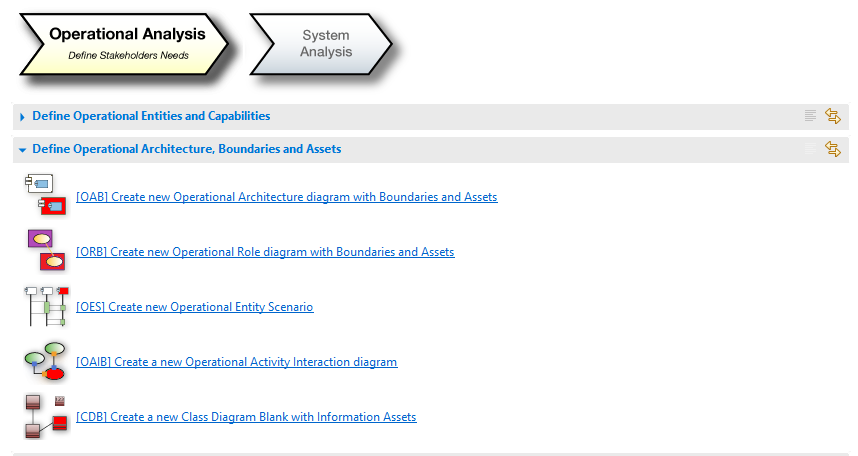 Operational Analysis
Define Stakeholders Needs
System
Analysis
Define Operational Entities and Capabilities
Define Operational Architecture, Boundaries and Assets
[OAB] Create new Operational Architecture diagram with Boundaries and Assets
[ORB] Create new Operational Role diagram with Boundaries and Assets
[OES] Create new Operational Entity Scenario
[OAIB] Create a new Operational Activity Interaction diagram
[CDB] Create a new Class Diagram Blank with Information Assets